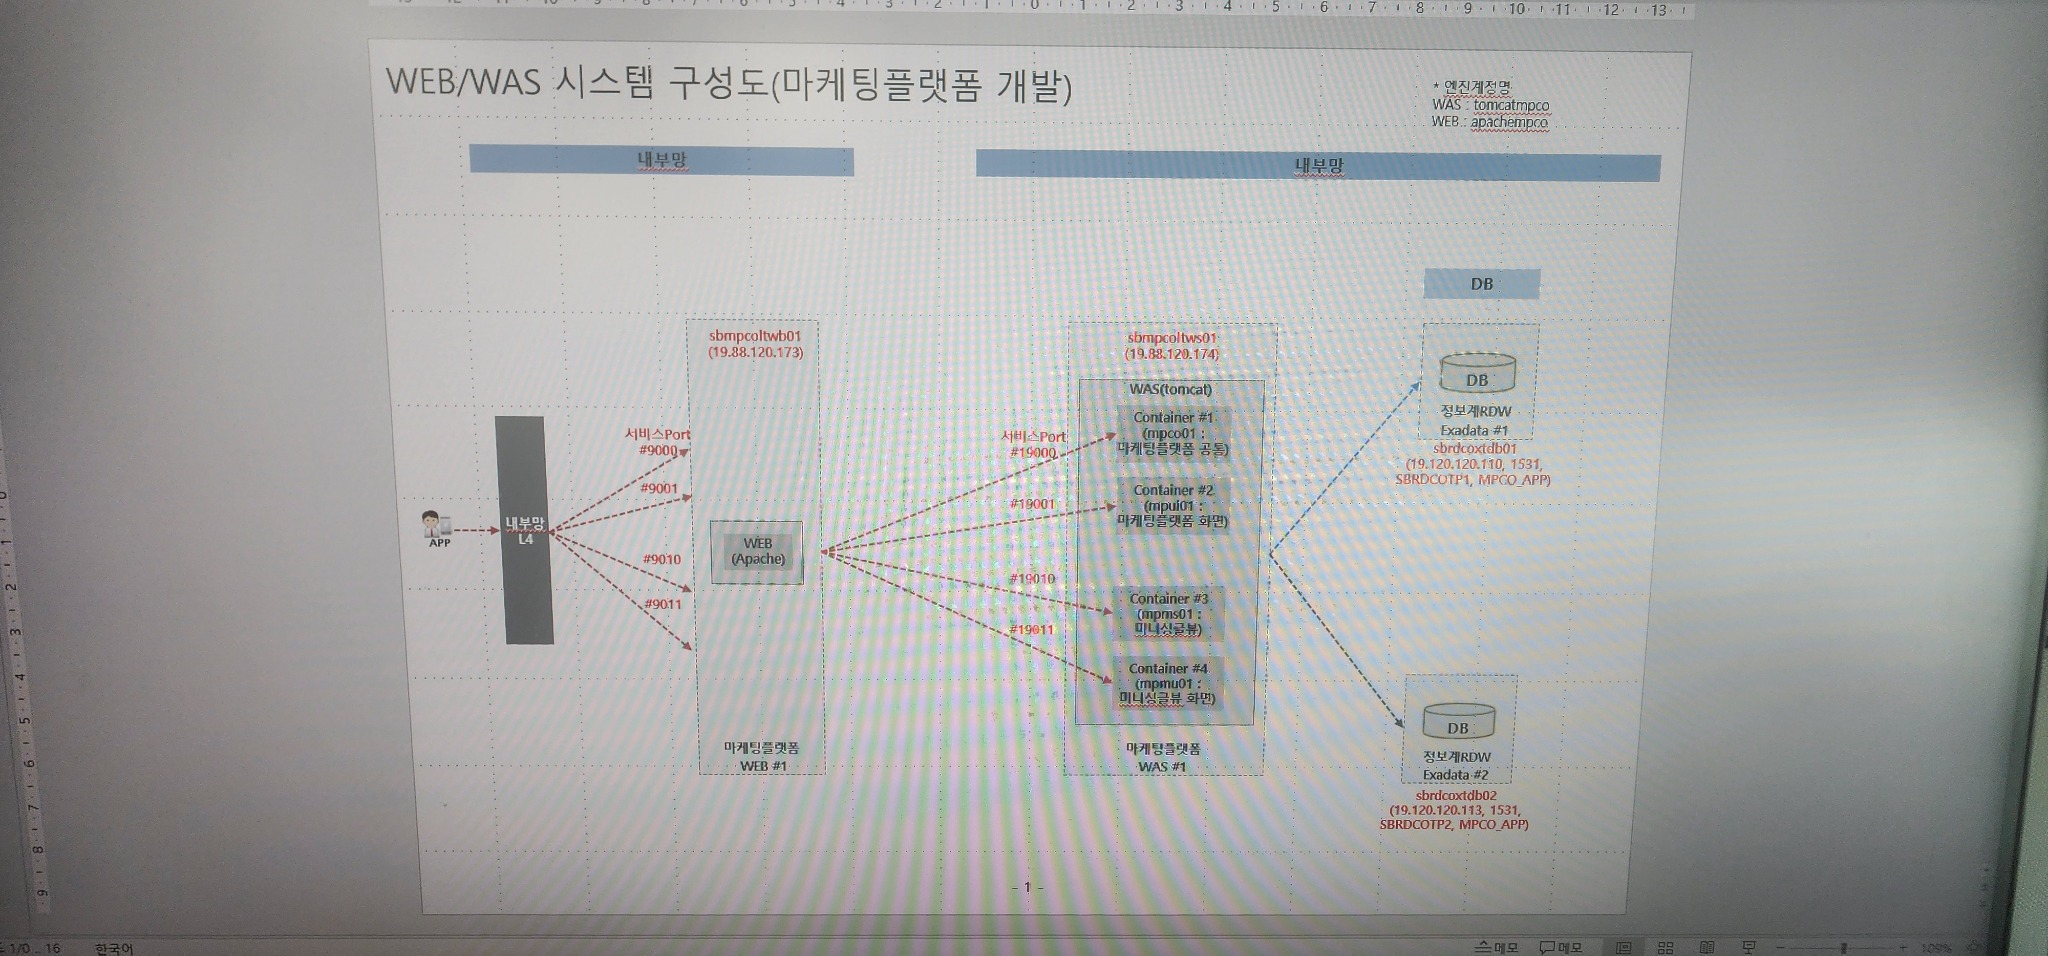 WEB/WAS 시스템 구성도(마케팅플랫폼 개발)
* 엔진계정명
WAS : tomcatmpco
WEB : apachempco
내부망
내부망
DB
APP
내부망
L4
서비스Port
#9000
#9001
#9010
#9011
sbmpcoltwb01
(19.88.120.173)
WEB
(Apache)
마케팅플랫폼
WEB #1
서비스Port
#19000
#19001
#19010
#19011
sbmpcoltws01
(19.88.120.174)
WAS(tomcat)
Container #1
(mpco01 :
마케팅플랫폼 공통)
Container #2
(mpui01 :
마케팅플랫폼 화면)
Container #3
(mpms01 :
미니싱글뷰)
Container #4
(mpmu01 :
미니싱글뷰 화면)
마케팅플랫폼
WAS #1
DB
정보계RDW
Exadata #1
sbrdcoxtdb01
(19.120.120.110, 1531,
SBRDCOTP1, MPCO_APP)
DB
정보계RDW
Exadata #2
sbrdcoxtdb02
(19.120.120.113, 1531,
SBRDCOTP2, MPCO_APP)
- 1 -
한국어
메모
메모
109%